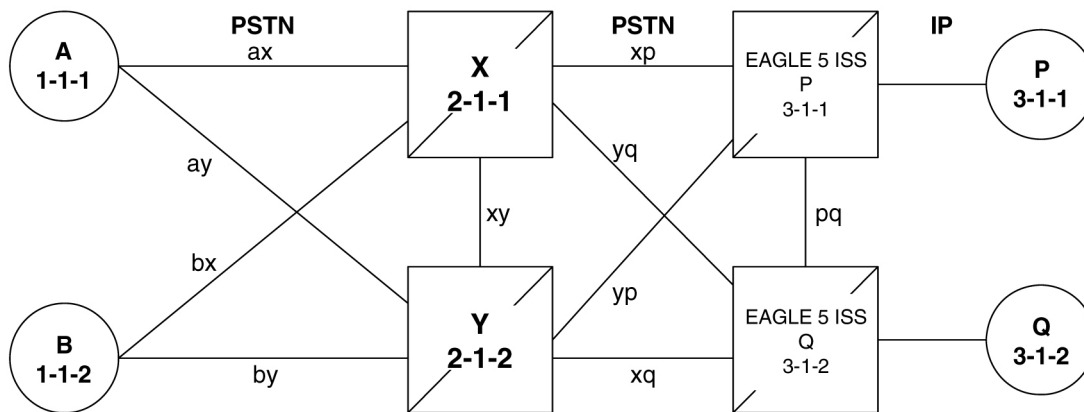 PSTN
PSTN
IP
A
1-1-1
ax
X
2-1-1
xp
EAGLE 5 ISS
P
3-1-1
P
3-1-1
ay
yq
bx
xy
pq
yp
B
1-1-2
by
Y
2-1-2
xq
EAGLE 5 ISS
Q
3-1-2
Q
3-1-2